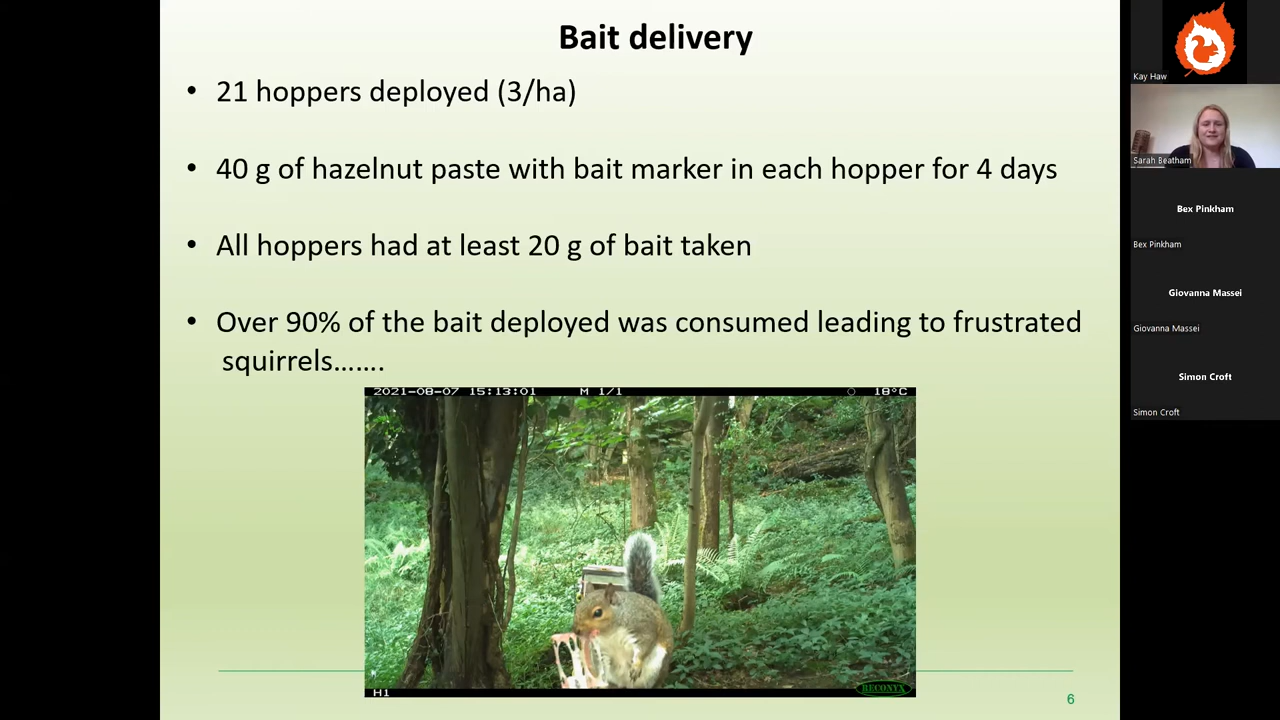 Bait delivery
• 21 hoppers deployed (3/ha)
• 40 g of hazelnut paste with bait marker in each hopper for 4 days
• All hoppers had at least 20 g of bait taken
• Over 90% of the bait deployed was consumed leading to frustrated
squirrels.......
2021-08-07 15:13:01 M 1/1 18°C
H1
RECONYX
6
Kay Haw
Sarah Beatham
Bex Pinkham
Bex Pinkham
Giovanna Massei
Giovanna Massei
Simon Croft
Simon Croft